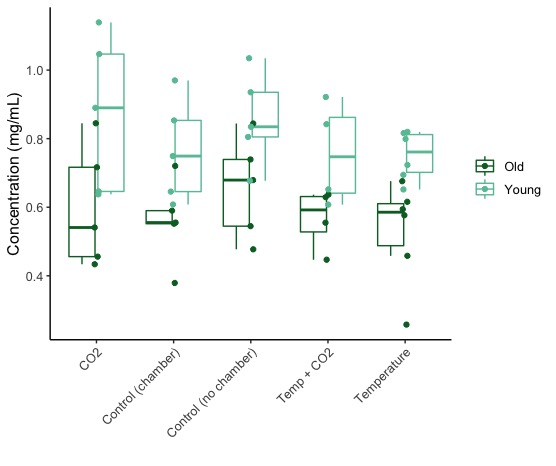 Concentration (mg/mL)
1.0
0.8
0.6
0.4
CO2
Control (chamber)
Control (no chamber)
Temp + CO2
Temperature
Old
Young